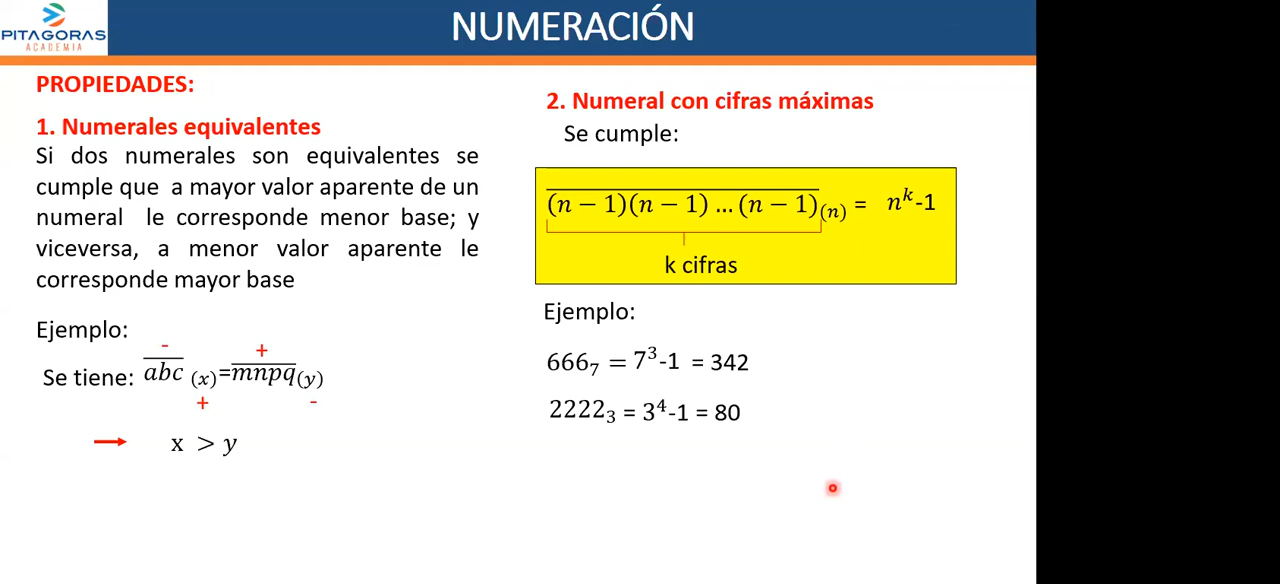 PITAGORAS
ACADEMIA
NUMERACIÓN
PROPIEDADES:
1. Numerales equivalentes
Si dos numerales son equivalentes se
cumple que a mayor valor aparente de un
numeral le corresponde menor base; y
viceversa, a menor valor aparente le
corresponde mayor base
Ejemplo:
- +
Se tiene: abc (x)=mnpq(y)
+ -
→ x > y
2. Numeral con cifras máximas
Se cumple:
(n − 1)(n − 1) … (n − 1)(n) = n^k-1
k cifras
Ejemplo:
666₇ = 7³-1 = 342
2222₃ = 3⁴-1 = 80